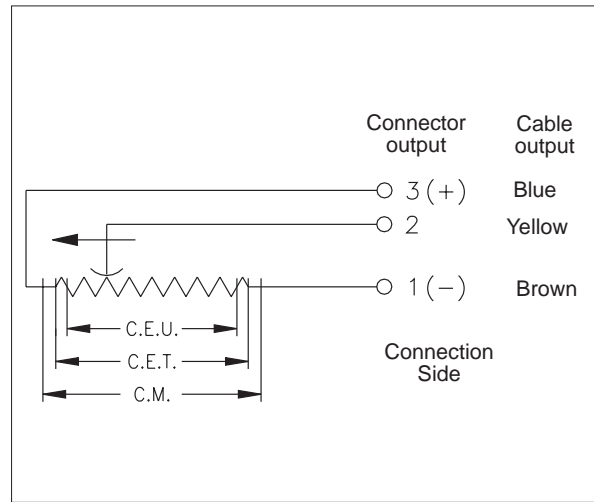 Connector output
Cable output
3 (+) Blue
2 Yellow
1 (−) Brown
C.E.U.
C.E.T.
C.M.
Connection Side